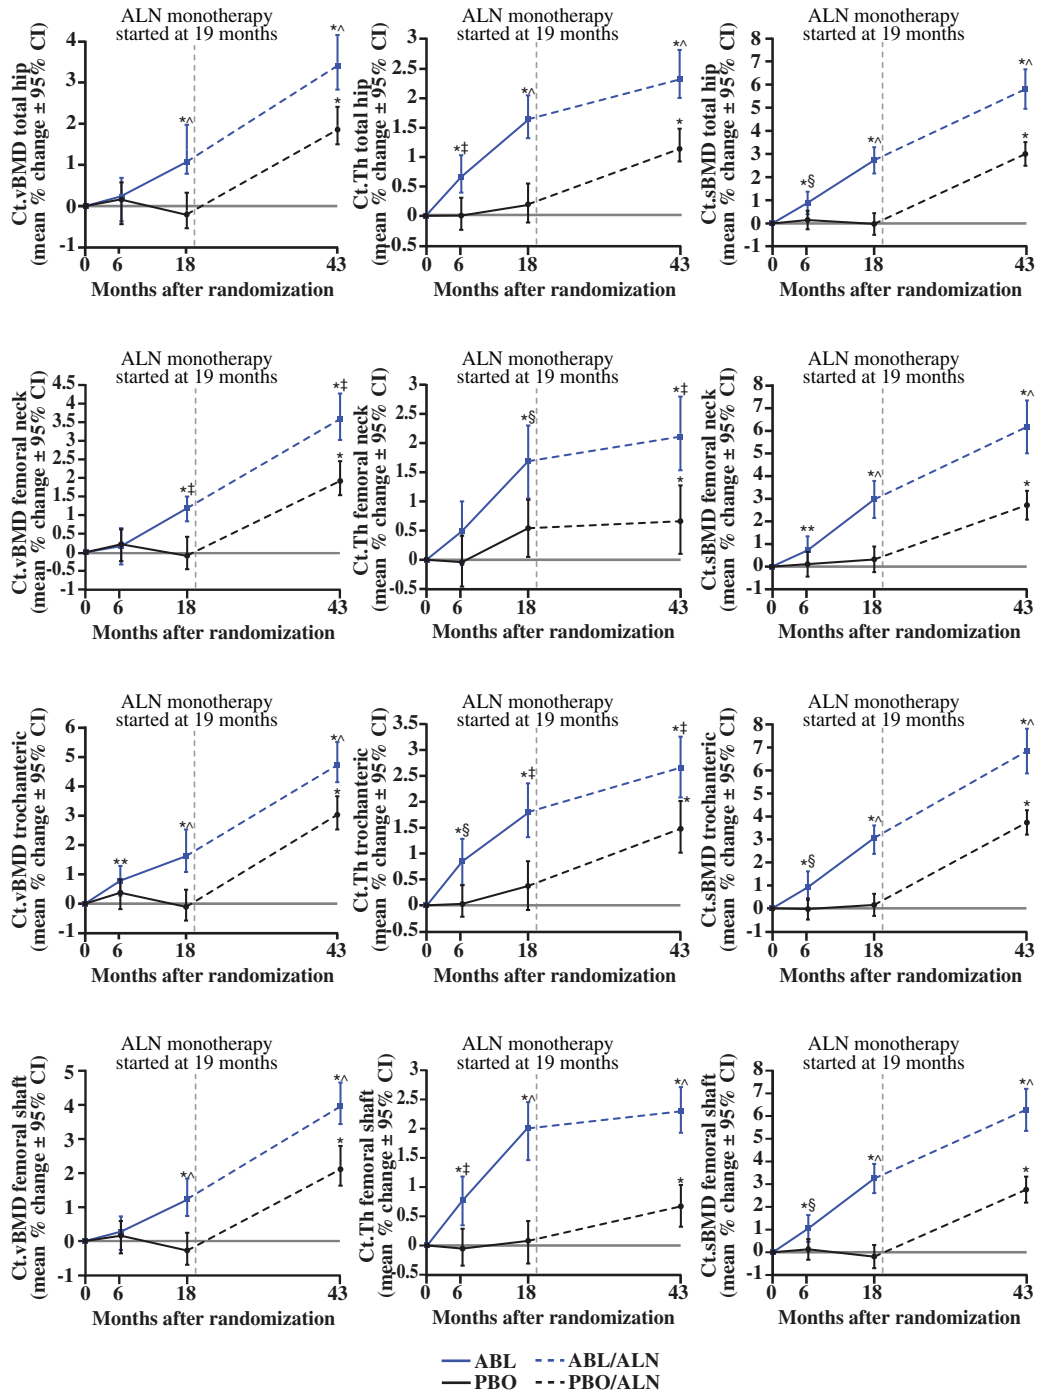 ALN monotherapy
started at 19 months
Ct.vBMD total hip
(mean % change ± 95% CI)
4
3
2
1
0
-1
*^
*^
*
0 6 18 43
Months after randomization
ALN monotherapy
started at 19 months
Ct.Th total hip
(mean % change ± 95% CI)
3
2.5
2
1.5
1
0.5
0
-0.5
*‡
*^
*^
*
0 6 18 43
Months after randomization
ALN monotherapy
started at 19 months
Ct.sBMD total hip
(mean % change ± 95% CI)
8
7
6
5
4
3
2
1
0
-1
*§
*^
*^
*
0 6 18 43
Months after randomization
ALN monotherapy
started at 19 months
Ct.vBMD femoral neck
(mean % change ± 95% CI)
4.5
4
3.5
3
2.5
2
1.5
1
0.5
0
-0.5
-1
*‡
*‡
*
0 6 18 43
Months after randomization
ALN monotherapy
started at 19 months
Ct.Th femoral neck
(mean % change ± 95% CI)
3
2.5
2
1.5
1
0.5
0
-0.5
*§
*‡
*
0 6 18 43
Months after randomization
ALN monotherapy
started at 19 months
Ct.sBMD femoral neck
(mean % change ± 95% CI)
8
7
6
5
4
3
2
1
0
-1
**
*^
*^
*
0 6 18 43
Months after randomization
ALN monotherapy
started at 19 months
Ct.vBMD trochanteric
(mean % change ± 95% CI)
6
5
4
3
2
1
0
-1
**
*^
*^
*
0 6 18 43
Months after randomization
ALN monotherapy
started at 19 months
Ct.Th trochanteric
(mean % change ± 95% CI)
3.5
3
2.5
2
1.5
1
0.5
0
-0.5
*§
*‡
*‡
*
0 6 18 43
Months after randomization
ALN monotherapy
started at 19 months
Ct.sBMD trochanteric
(mean % change ± 95% CI)
8
7
6
5
4
3
2
1
0
-1
*§
*^
*^
*
0 6 18 43
Months after randomization
ALN monotherapy
started at 19 months
Ct.vBMD femoral shaft
(mean % change ± 95% CI)
5
4
3
2
1
0
-1
*^
*^
*
0 6 18 43
Months after randomization
ALN monotherapy
started at 19 months
Ct.Th femoral shaft
(mean % change ± 95% CI)
3
2.5
2
1.5
1
0.5
0
-0.5
*‡
*^
*^
*
0 6 18 43
Months after randomization
ALN monotherapy
started at 19 months
Ct.sBMD femoral shaft
(mean % change ± 95% CI)
8
7
6
5
4
3
2
1
0
-1
*§
*^
*^
*
0 6 18 43
Months after randomization
ABL ABL/ALN
PBO PBO/ALN